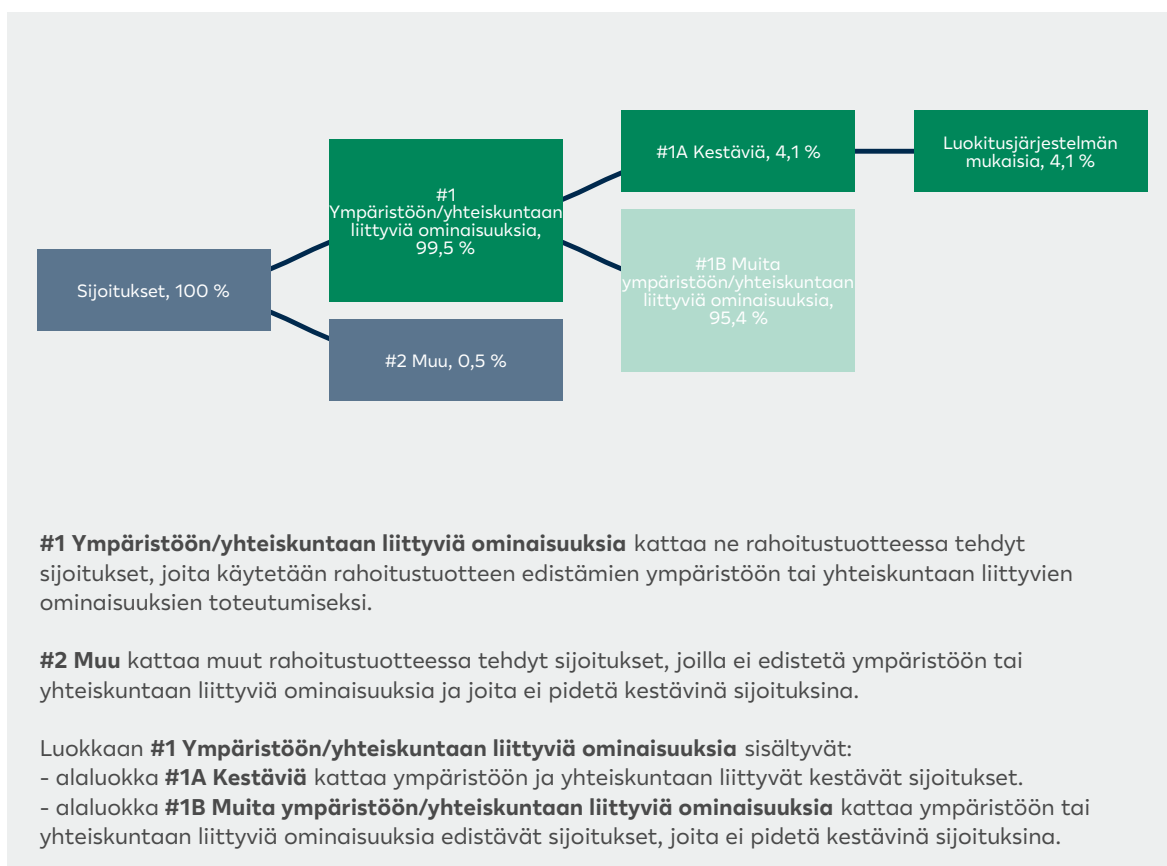 #1A Kestäviä, 4,1 %
Luokitusjärjestelmän
mukaisia, 4,1 %
#1
Ympäristöön/yhteiskuntaan
liittyviä ominaisuuksia,
99,5 %
Sijoitukset, 100 %
#1B Muita
ympäristöön/yhteiskuntaan
liittyviä ominaisuuksia,
95,4 %
#2 Muu, 0,5 %
#1 Ympäristöön/yhteiskuntaan liittyviä ominaisuuksia kattaa ne rahoitustuotteessa tehdyt
sijoitukset, joita käytetään rahoitustuotteen edistämien ympäristöön tai yhteiskuntaan liittyvien
ominaisuuksien toteutumiseksi.
#2 Muu kattaa muut rahoitustuotteessa tehdyt sijoitukset, joilla ei edistetä ympäristöön tai
yhteiskuntaan liittyviä ominaisuuksia ja joita ei pidetä kestävinä sijoituksina.
Luokkaan #1 Ympäristöön/yhteiskuntaan liittyviä ominaisuuksia sisältyvät:
- alaluokka #1A Kestäviä kattaa ympäristöön ja yhteiskuntaan liittyvät kestävät sijoitukset.
- alaluokka #1B Muita ympäristöön/yhteiskuntaan liittyviä ominaisuuksia kattaa ympäristöön tai
yhteiskuntaan liittyviä ominaisuuksia edistävät sijoitukset, joita ei pidetä kestävinä sijoituksina.